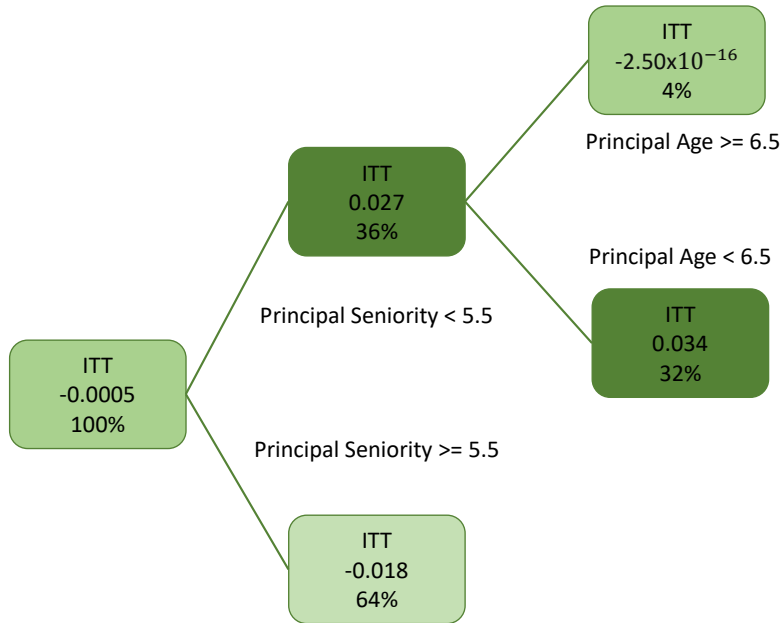 ITT
-2.50x10⁻¹⁶
4%
Principal Age >= 6.5
ITT
0.027
36%
Principal Age < 6.5
Principal Seniority < 5.5
ITT
0.034
32%
ITT
-0.0005
100%
Principal Seniority >= 5.5
ITT
-0.018
64%